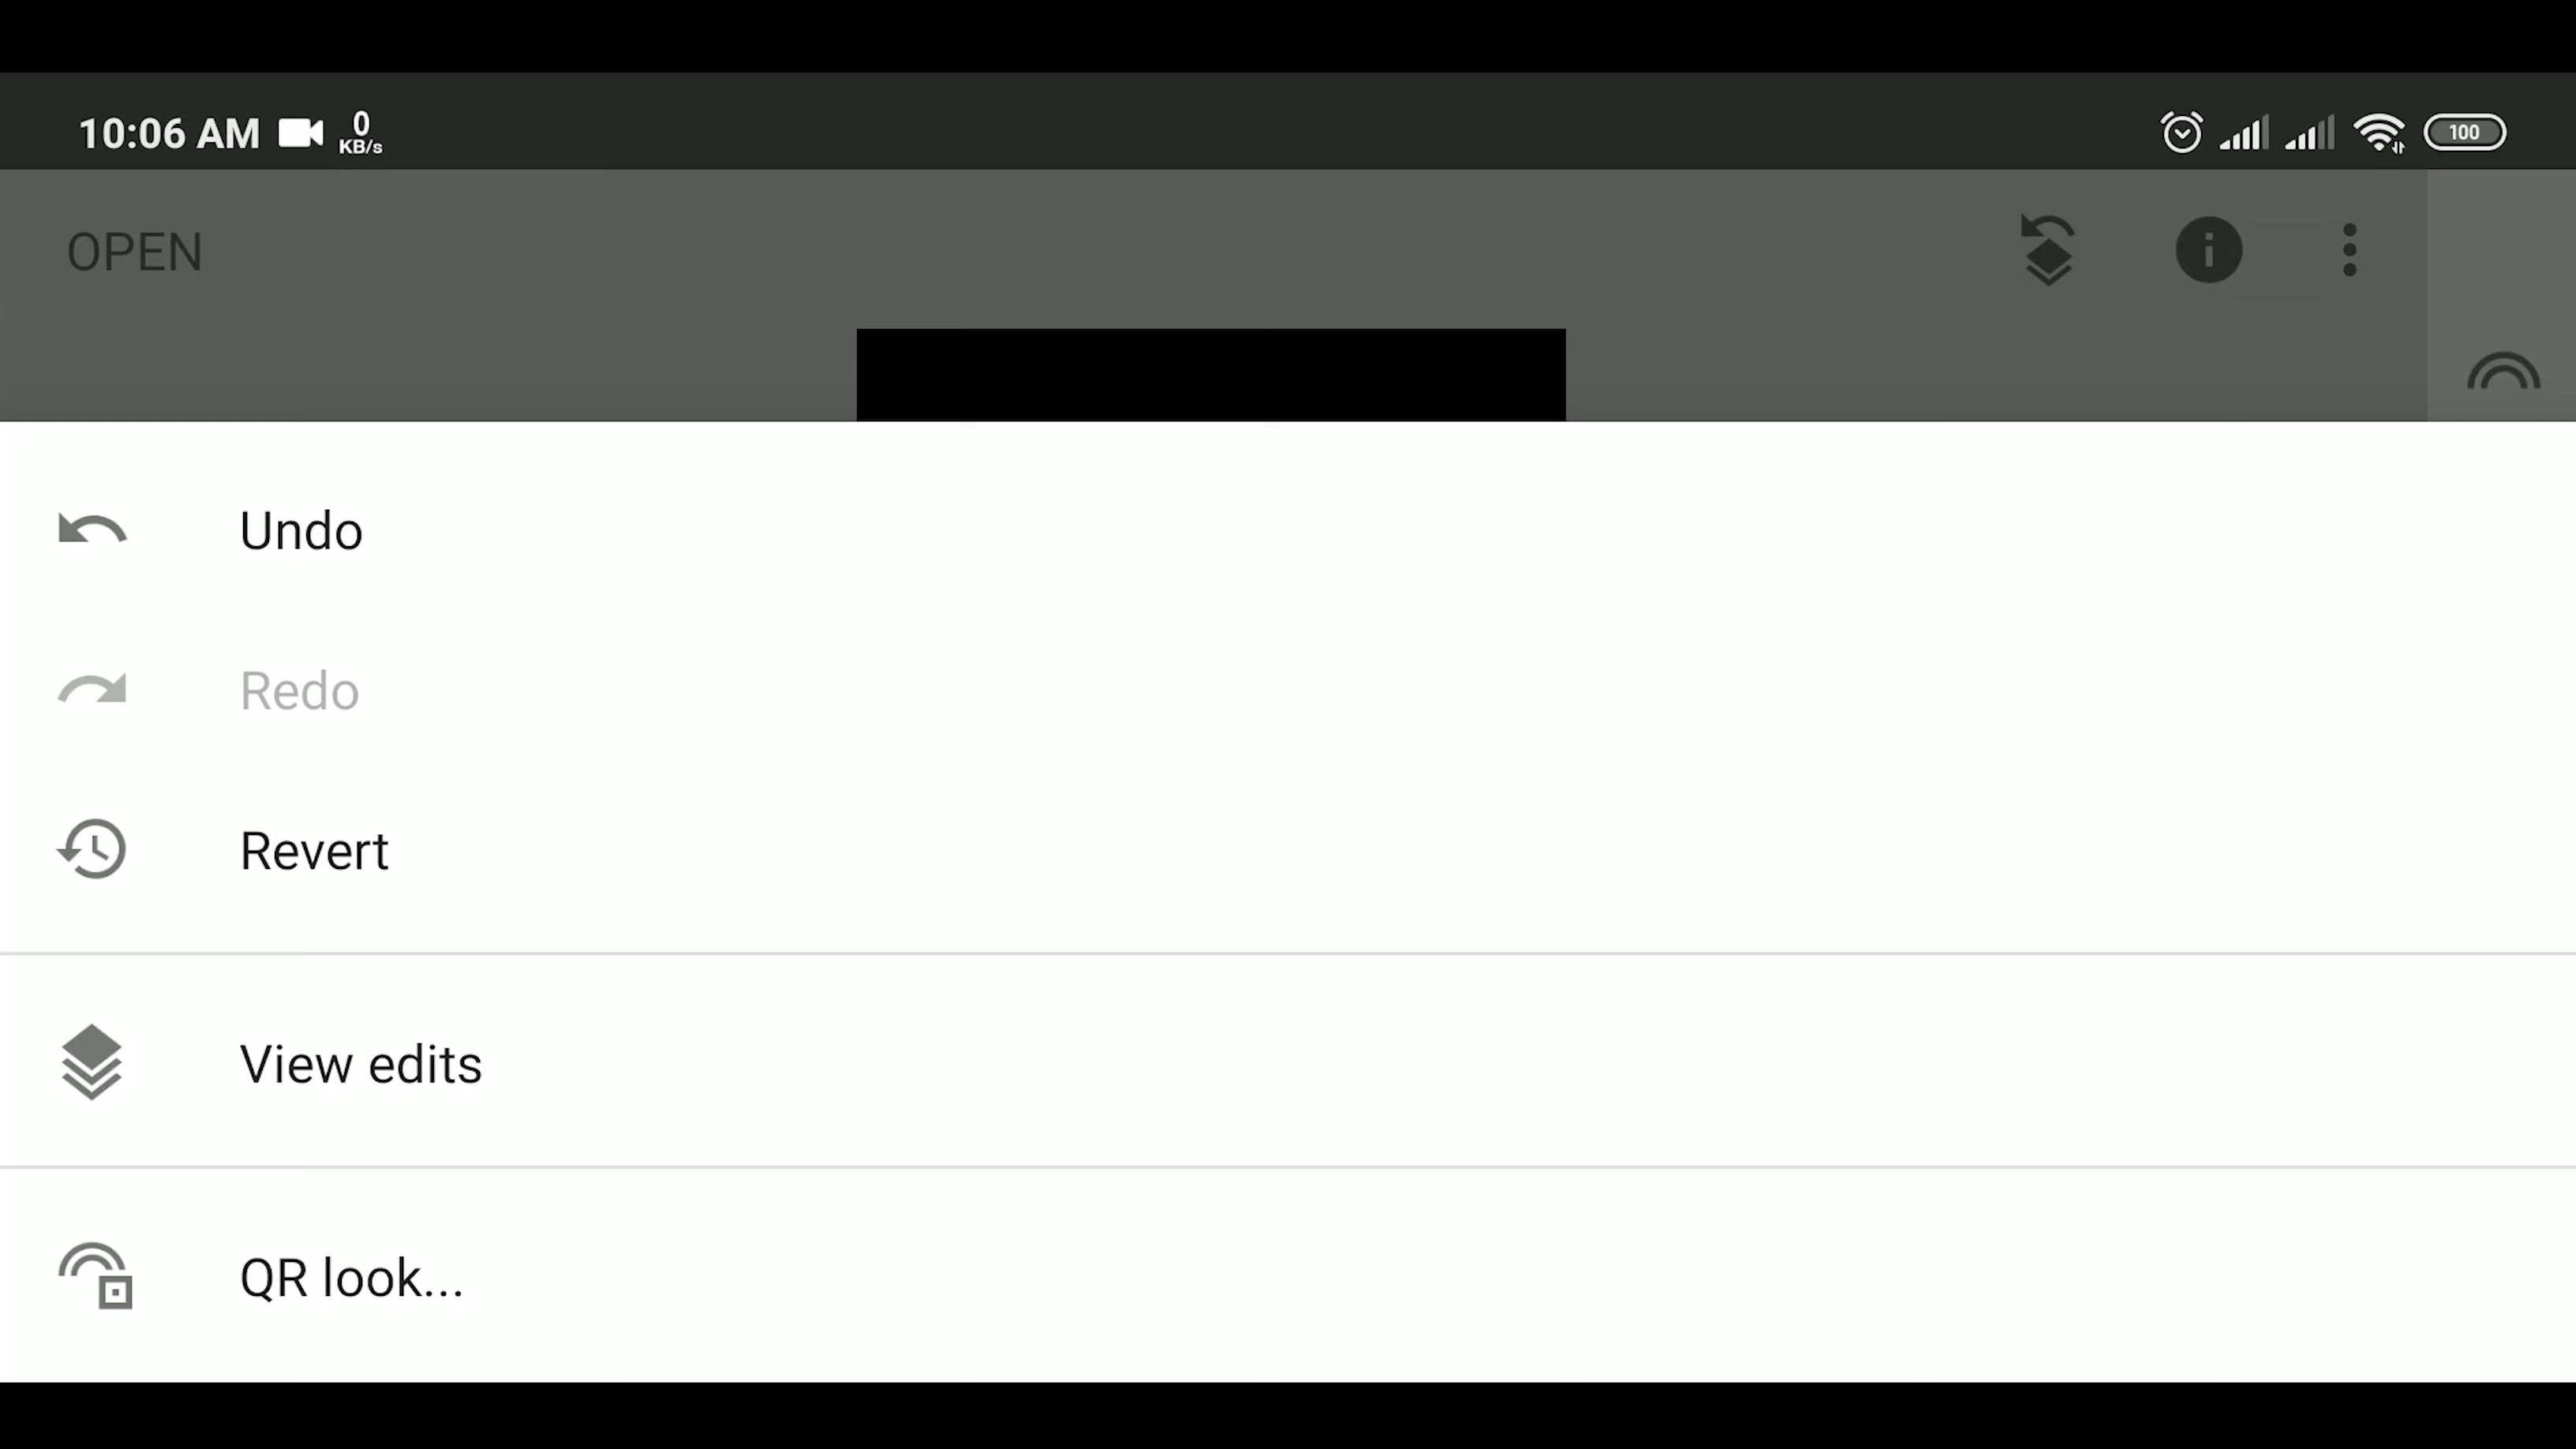 10:06 AM 0 KB/s 100
OPEN
Undo
Redo
Revert
View edits
QR look...